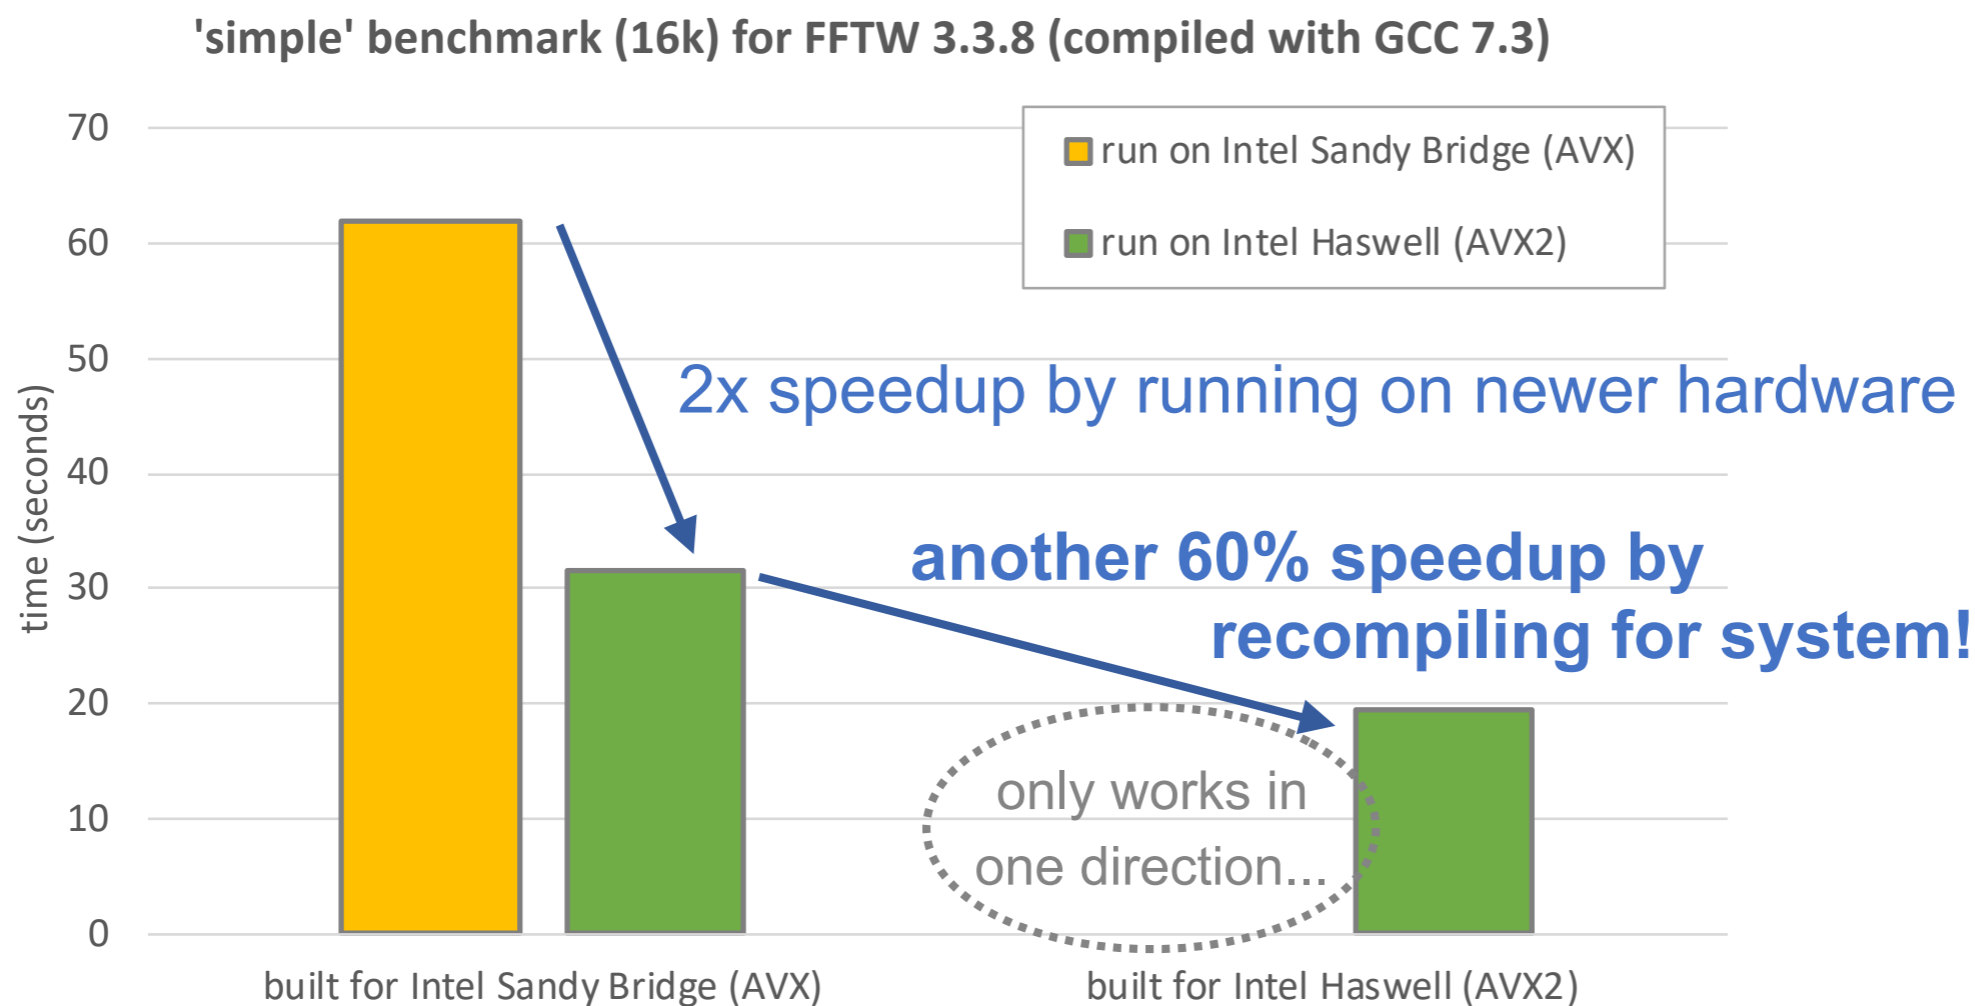 'simple' benchmark (16k) for FFTW 3.3.8 (compiled with GCC 7.3)
70
60
50
40
30
20
10
0
time (seconds)
run on Intel Sandy Bridge (AVX)
run on Intel Haswell (AVX2)
2x speedup by running on newer hardware
another 60% speedup by
recompiling for system!
only works in
one direction...
built for Intel Sandy Bridge (AVX)
built for Intel Haswell (AVX2)